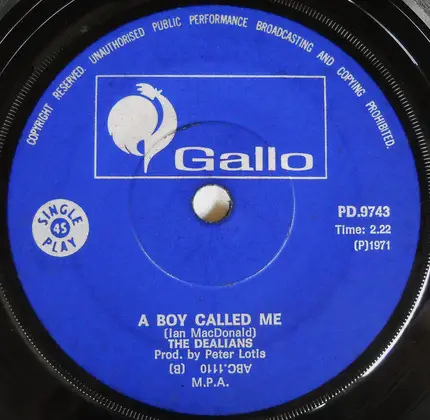 COPYRIGHT RESERVED. UNAUTHORISED PUBLIC PERFORMANCE BROADCASTING AND COPYING PROHIBITED.
Gallo
SINGLE
45
PLAY
PD.9743
Time: 2.22
(P)1971
A BOY CALLED ME
(Ian MacDonald)
THE DEALIANS
Prod. by Peter Lotis
ABC.1110 (B)
M.P.A.